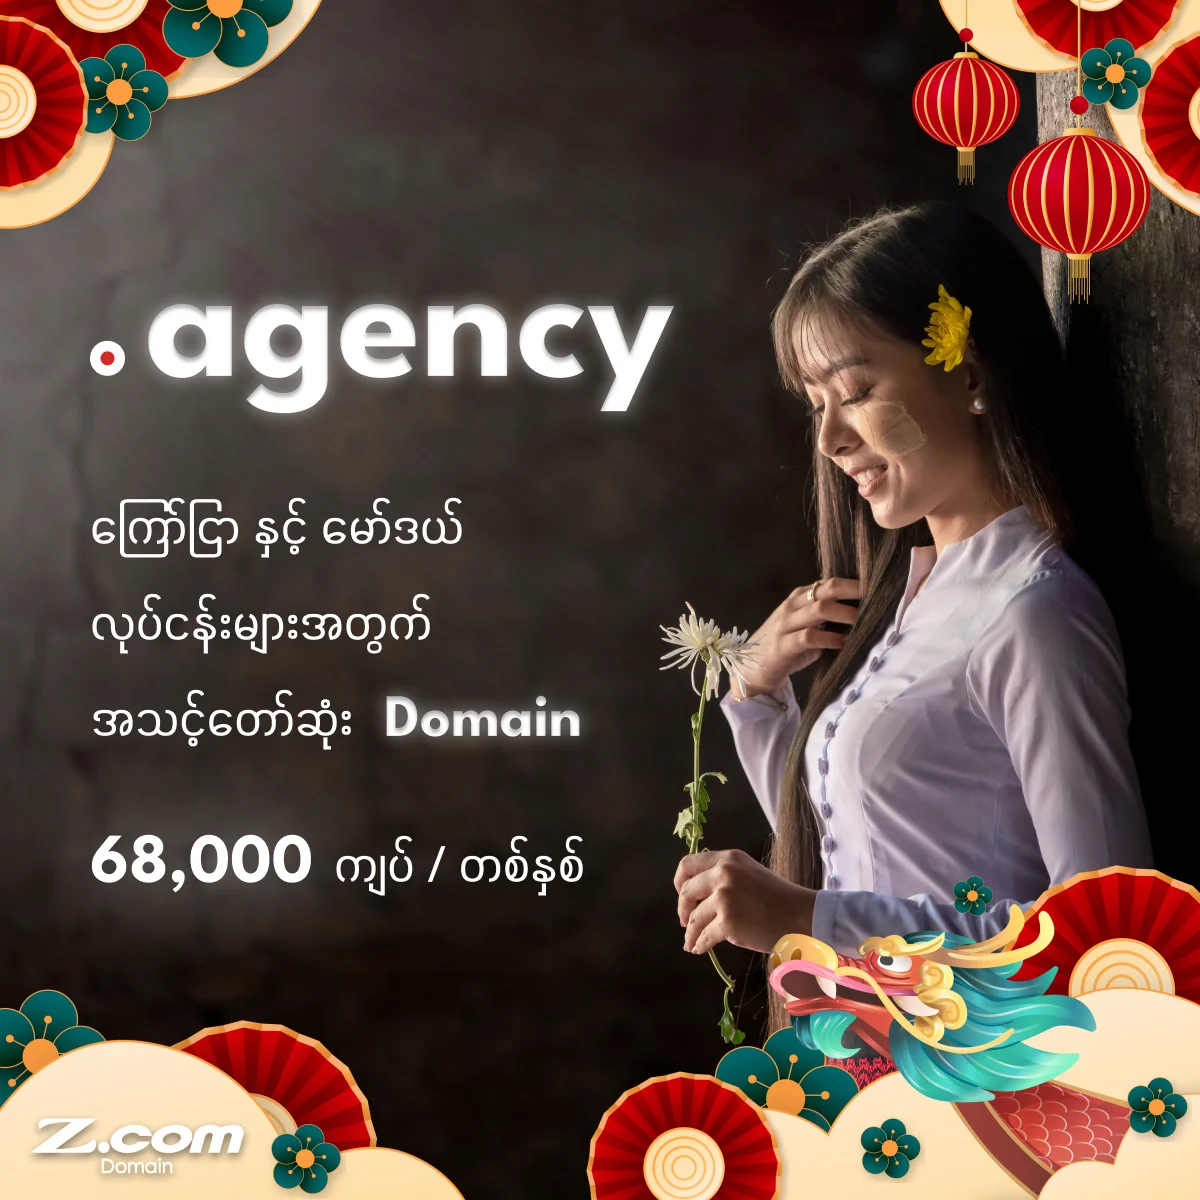 .agency
ကြော်ငြာ နှင့် မော်ဒယ်
လုပ်ငန်းများအတွက်
အသင့်တော်ဆုံး Domain
68,000 ကျပ် / တစ်နှစ်
Z.com
Domain